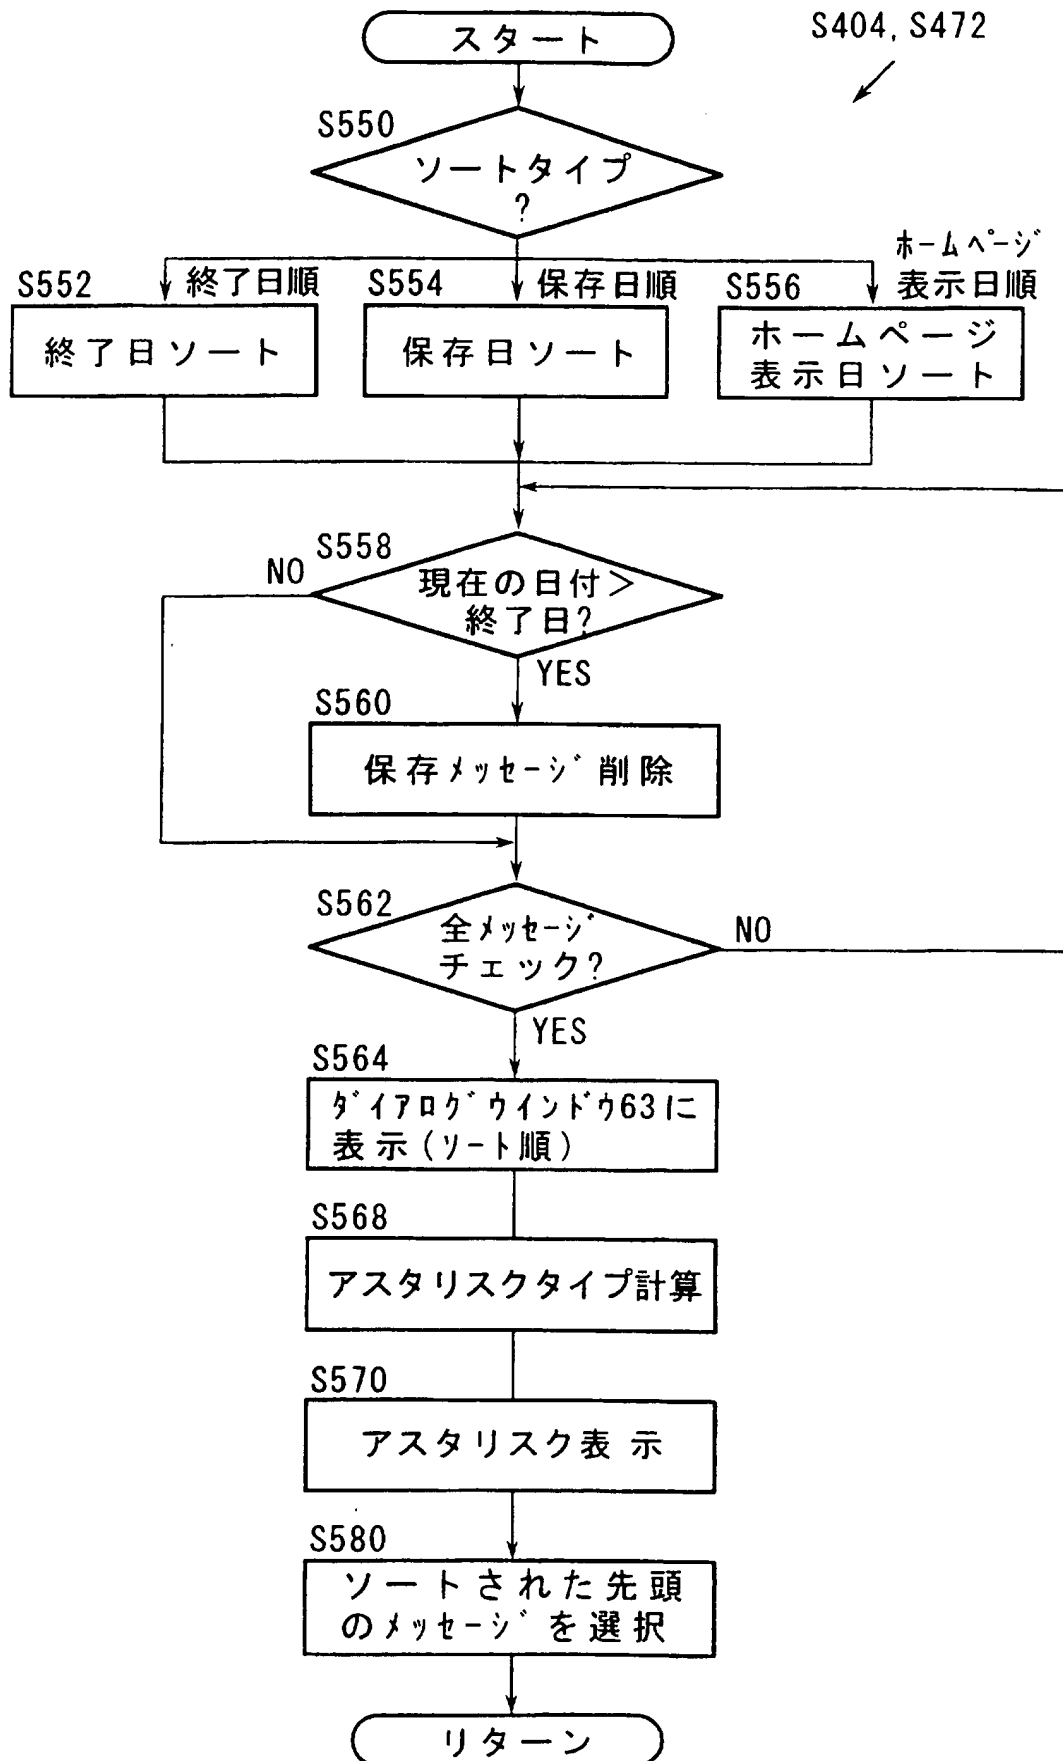 スタート
S404, S472
S550
ソートタイプ
?
ホームページ
S552
終了日順
S554
保存日順
S556
表示日順
終了日ソート
保存日ソート
ホームページ
表示日ソート
S558
NO
現在の日付>
終了日?
YES
S560
保存メッセージ削除
S562
全メッセージ
チェック?
NO
YES
S564
ダイアログウインドウ63に
表示(ソート順)
S568
アスタリスクタイプ計算
S570
アスタリスク表示
S580
ソートされた先頭
のメッセージを選択
リターン